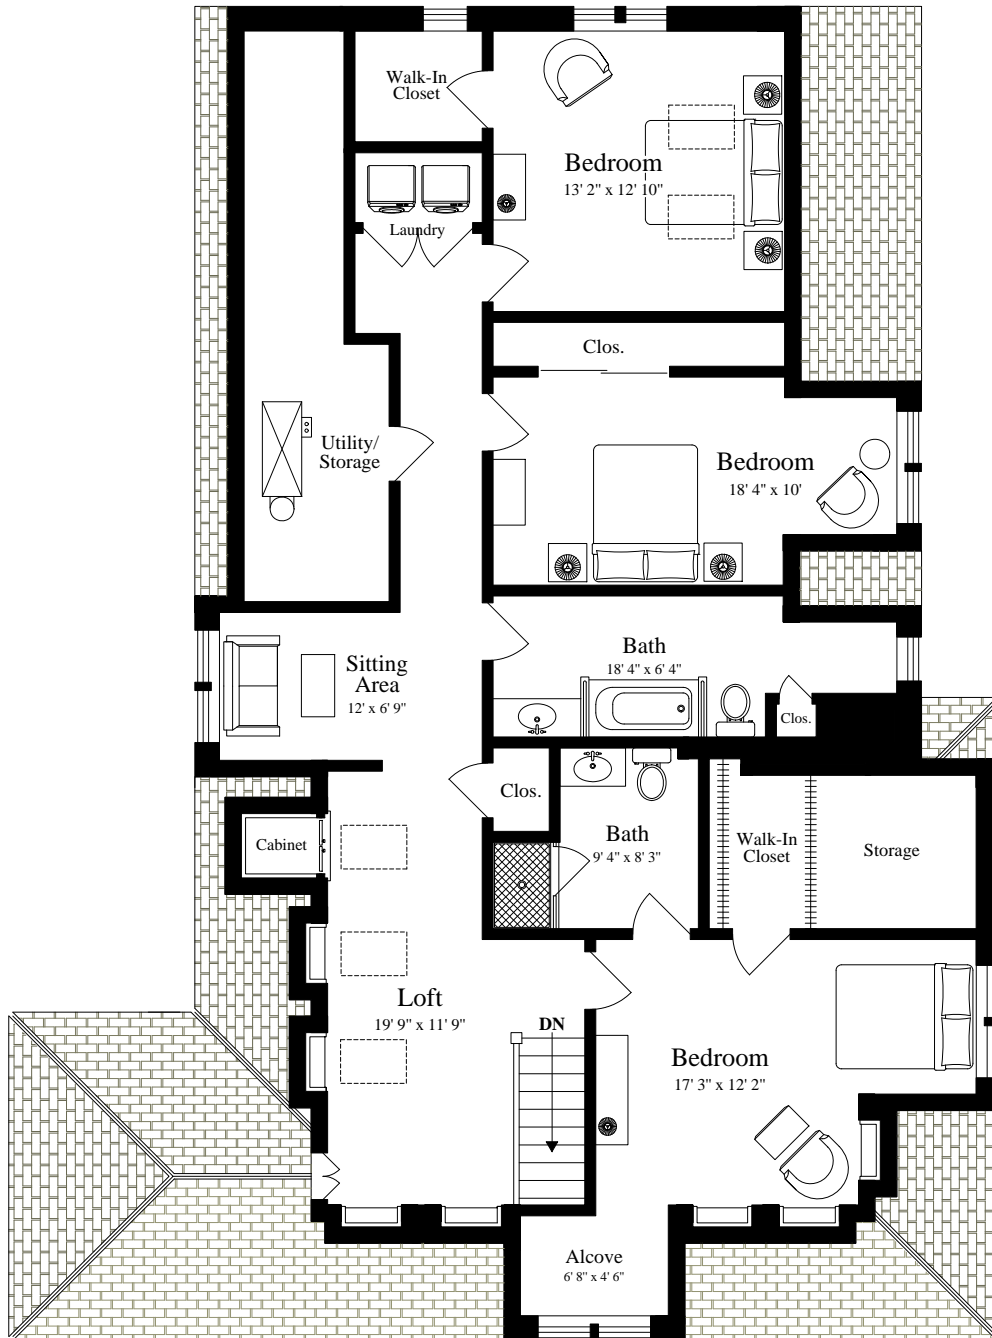 Walk-In
Closet
Bedroom
13' 2" x 12' 10"
Laundry
Clos.
Utility/
Storage
Bedroom
18' 4" x 10'
Sitting
Area
12' x 6' 9"
Bath
18' 4" x 6' 4"
Clos.
Clos.
Cabinet
Bath
9' 4" x 8' 3"
Walk-In
Closet
Storage
Loft
19' 9" x 11' 9"
DN
Bedroom
17' 3" x 12' 2"
Alcove
6' 8" x 4' 6"